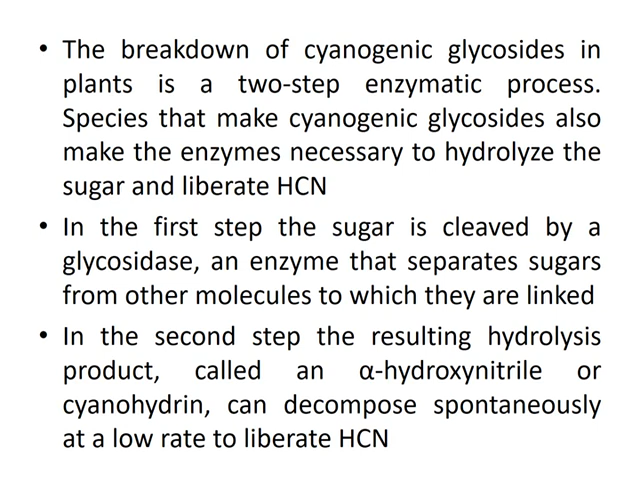 • The breakdown of cyanogenic glycosides in
plants is a two-step enzymatic process.
Species that make cyanogenic glycosides also
make the enzymes necessary to hydrolyze the
sugar and liberate HCN
• In the first step the sugar is cleaved by a
glycosidase, an enzyme that separates sugars
from other molecules to which they are linked
• In the second step the resulting hydrolysis
product, called an α-hydroxynitrile or
cyanohydrin, can decompose spontaneously
at a low rate to liberate HCN